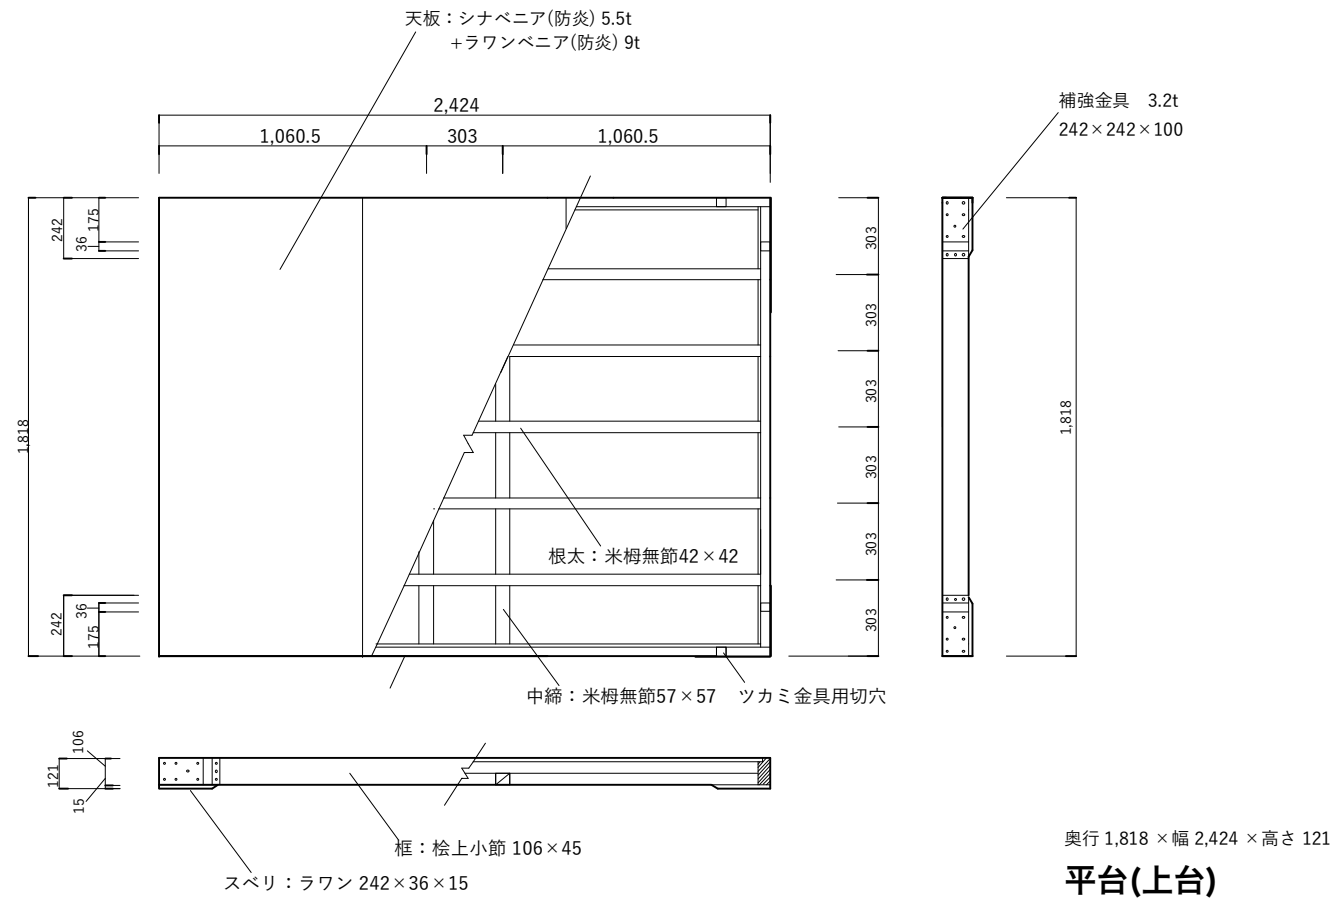 天板：シナベニア(防炎) 5.5t
+ラワンベニア(防炎) 9t
2,424
1,060.5
303
1,060.5
補強金具　3.2t
242×242×100
242
175
36
1,818
303
303
303
303
303
303
1,818
根太：米栂無節42×42
242
36
175
中締：米栂無節57×57
ツカミ金具用切穴
106
121
15
框：桧上小節 106×45
スベリ：ラワン 242×36×15
奥行 1,818 ×幅 2,424 ×高さ 121
平台(上台)